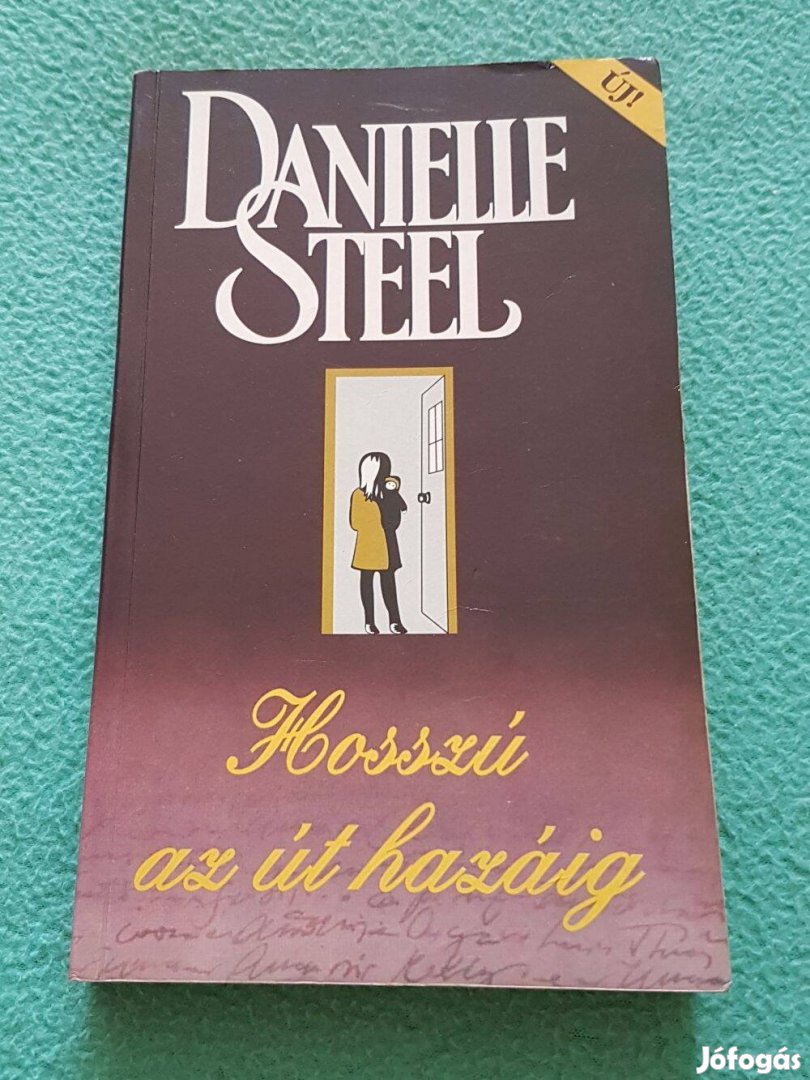 ÚJ!
DANIELLE
STEEL
Hosszú
az út hazáig
Jófogás